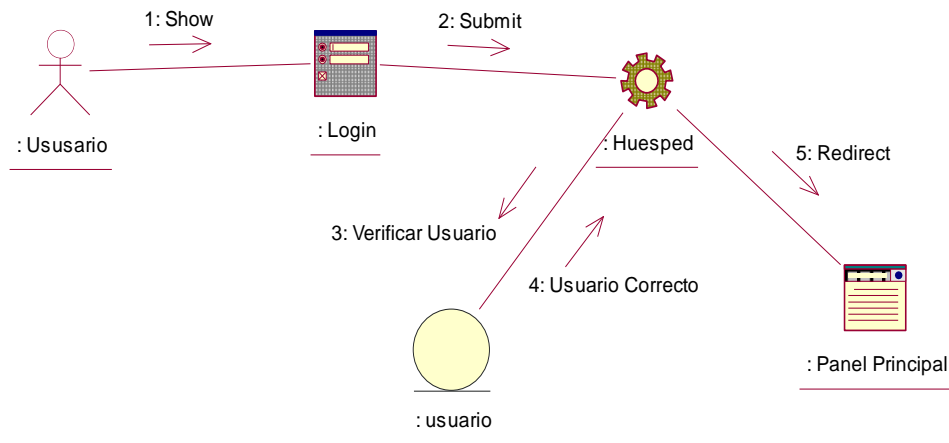 1: Show
2: Submit
: Ususario
: Login
: Huesped
5: Redirect
3: Verificar Usuario
4: Usuario Correcto
: Panel Principal
: usuario